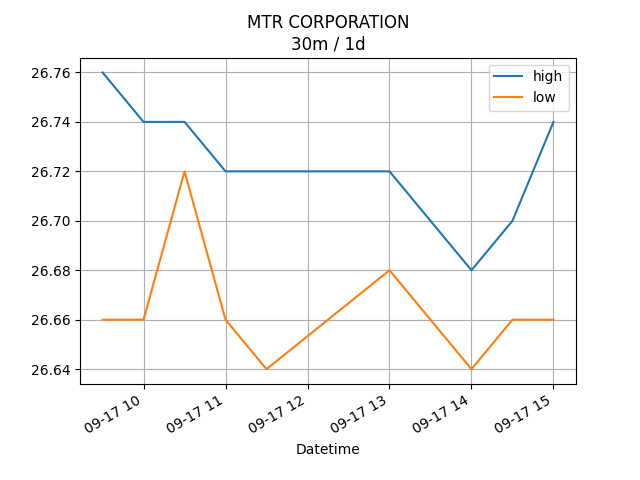 MTR CORPORATION
30m / 1d
high
low
26.76
26.74
26.72
26.70
26.68
26.66
26.64
09-17 10
09-17 11
09-17 12
09-17 13
09-17 14
09-17 15
Datetime